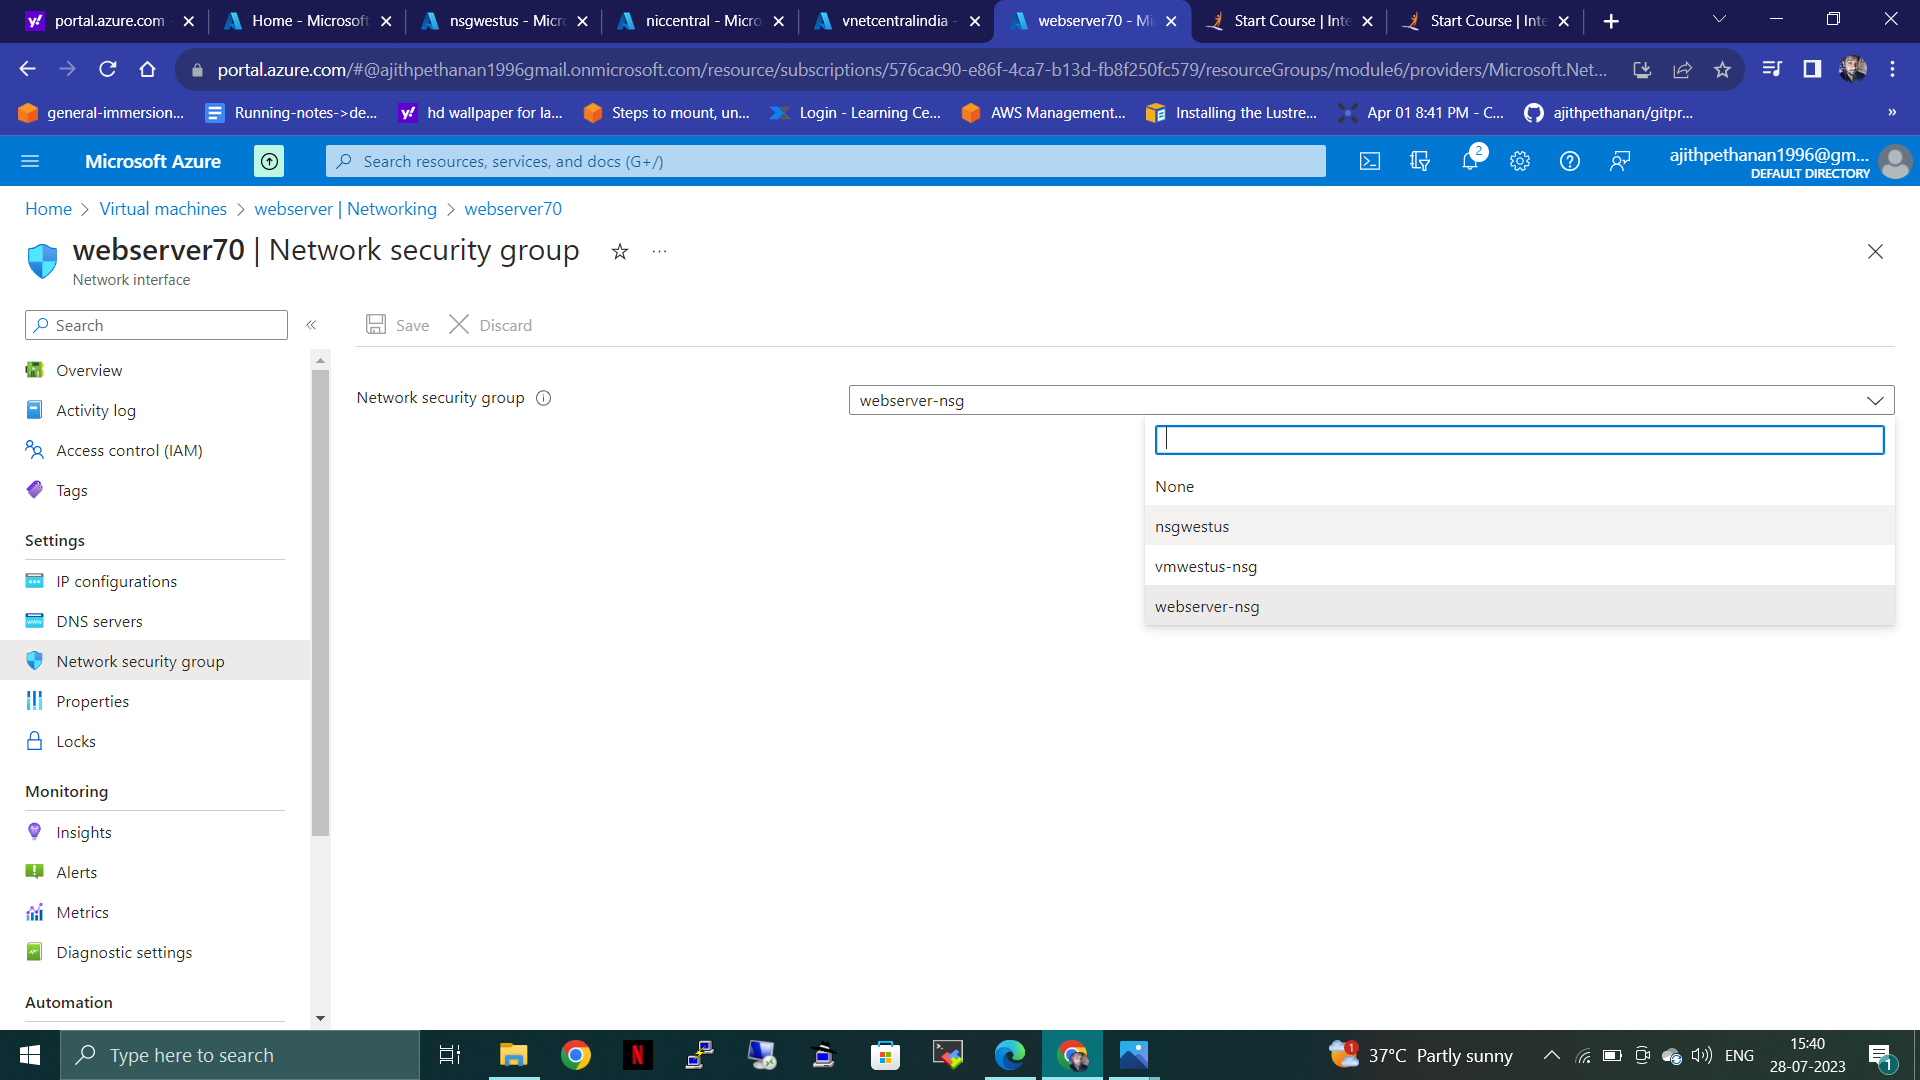 portal.azure.com
Home - Microsoft
nsgwestus - Micr
niccentral - Micro
vnetcentralindia -
webserver70 - Mi
Start Course | Inte
Start Course | Inte
portal.azure.com/#@ajithpethanan1996gmail.onmicrosoft.com/resource/subscriptions/576cac90-e86f-4ca7-b13d-fb8f250fc579/resourceGroups/module6/providers/Microsoft.Net...
general-immersion...
Running-notes->de...
hd wallpaper for la...
Steps to mount, un...
Login - Learning Ce...
AWS Management...
Installing the Lustre...
Apr 01 8:41 PM - C...
ajithpethanan/gitpr...
»
Microsoft Azure
Search resources, services, and docs (G+/)
2
ajithpethanan1996@gm...
DEFAULT DIRECTORY
Home > Virtual machines > webserver | Networking > webserver70
webserver70 | Network security group
...
Network interface
Search
«
Save
Discard
Overview
Activity log
Access control (IAM)
Tags
Settings
IP configurations
DNS servers
Network security group
Properties
Locks
Monitoring
Insights
Alerts
Metrics
Diagnostic settings
Automation
Network security group
webserver-nsg
None
nsgwestus
vmwestus-nsg
webserver-nsg
Type here to search
1
37°C Partly sunny
ENG
15:40
28-07-2023
1